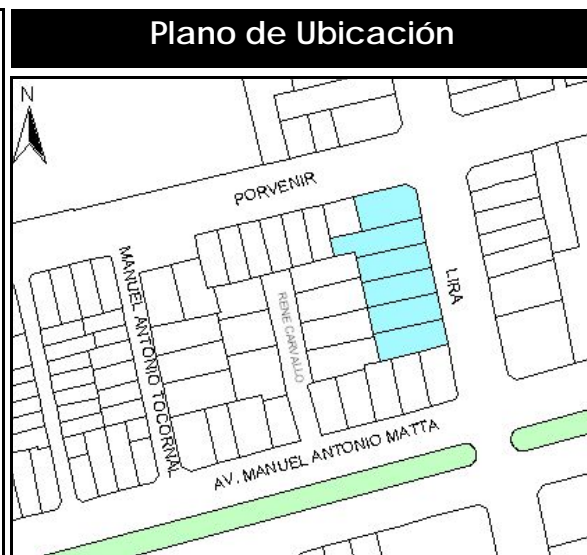 Plano de Ubicación
N
PORVENIR
MANUEL ANTONIO TOCORNAL
RENE CARVALLO
LIRA
AV. MANUEL ANTONIO MATTA